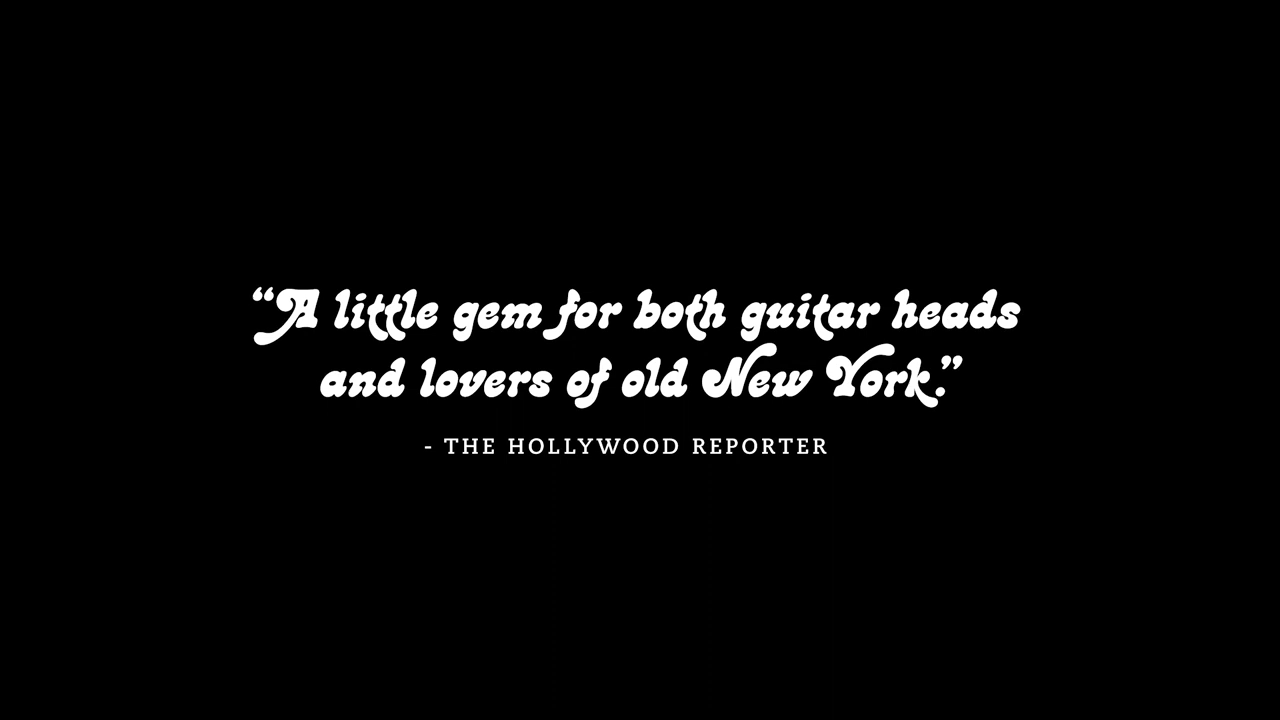 “A little gem for both guitar heads
and lovers of old New York.”
- THE HOLLYWOOD REPORTER